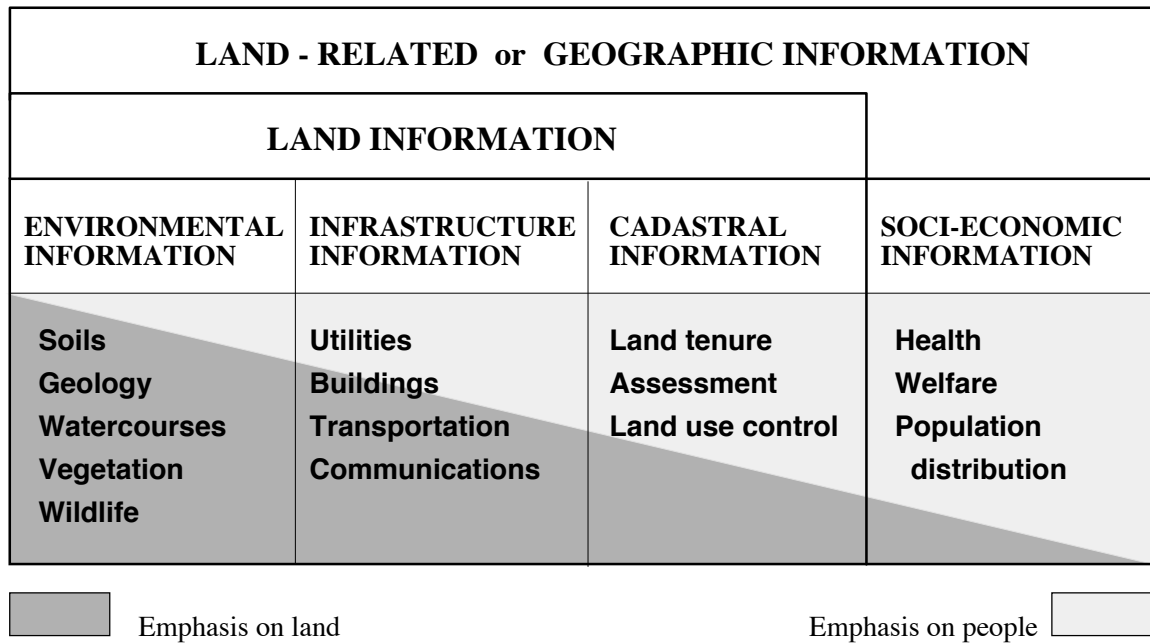 LAND - RELATED or GEOGRAPHIC INFORMATION
LAND INFORMATION
ENVIRONMENTAL
INFORMATION
INFRASTRUCTURE
INFORMATION
CADASTRAL
INFORMATION
SOCI-ECONOMIC
INFORMATION
Soils
Geology
Watercourses
Vegetation
Wildlife
Utilities
Buildings
Transportation
Communications
Land tenure
Assessment
Land use control
Health
Welfare
Population
distribution
Emphasis on land
Emphasis on people